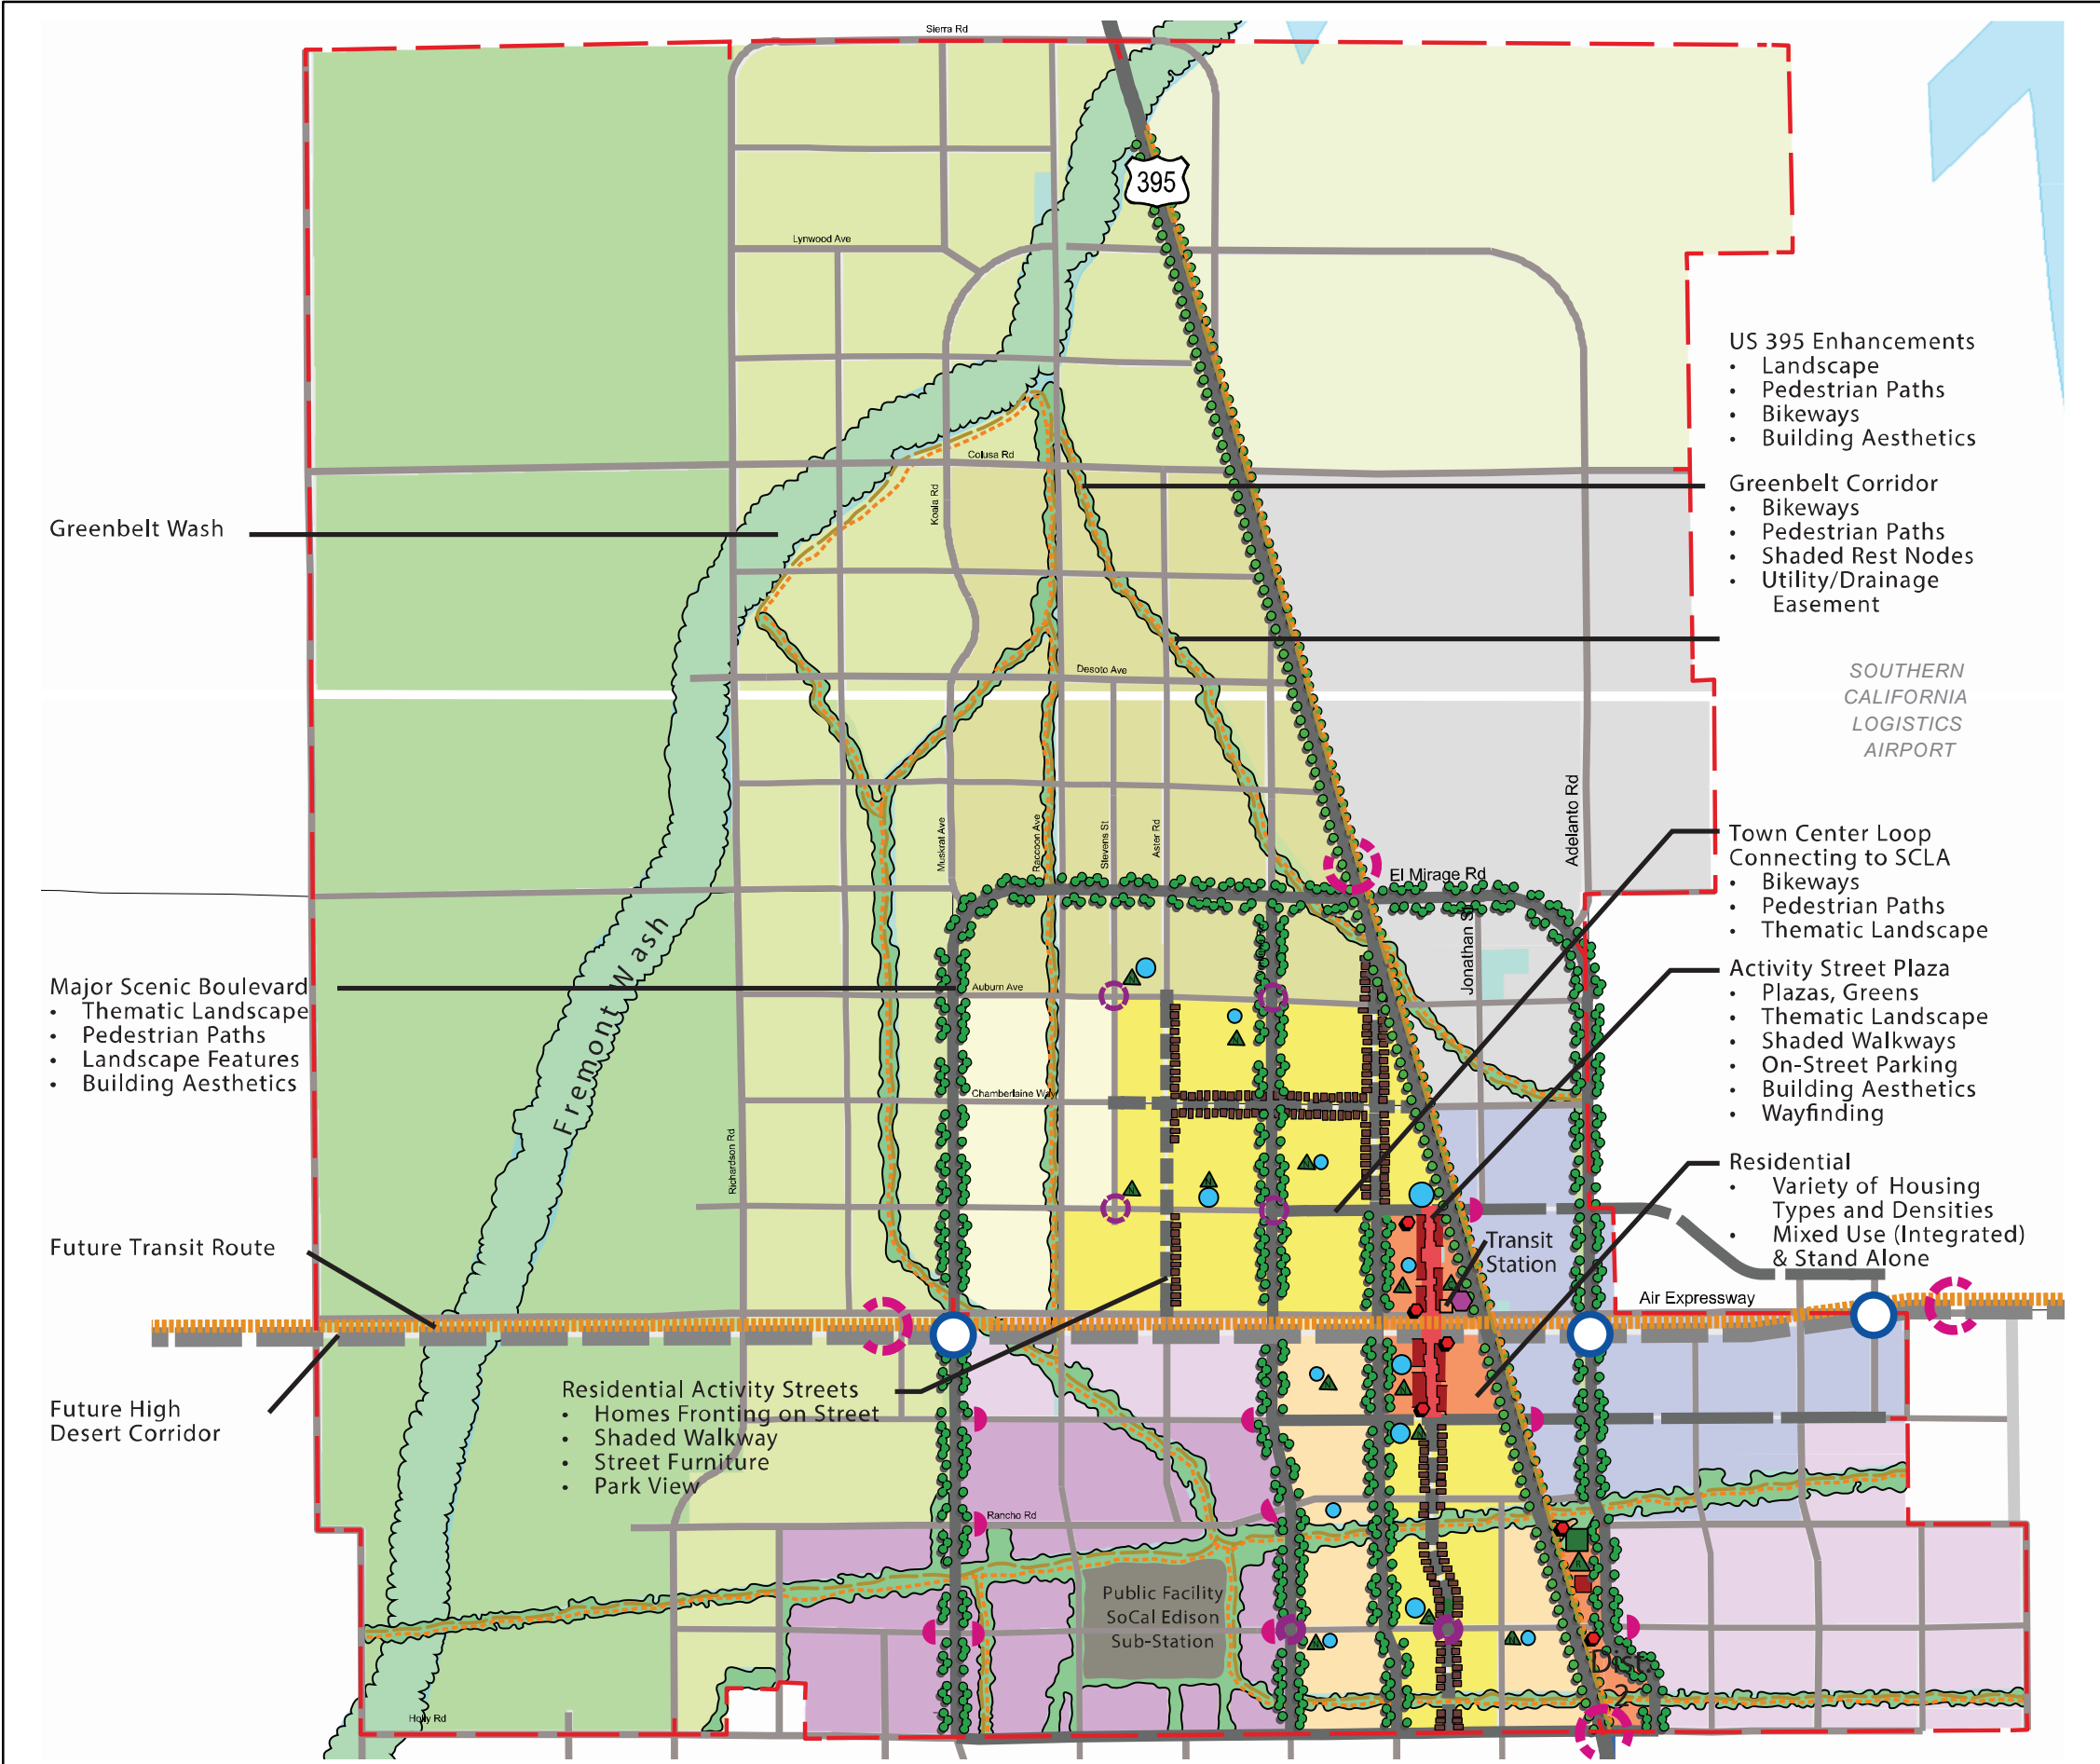 Sierra Rd
395
Lynwood Ave
US 395 Enhancements
• Landscape
• Pedestrian Paths
• Bikeways
• Building Aesthetics
Colusa Rd
Koala Rd
Greenbelt Corridor
• Bikeways
• Pedestrian Paths
• Shaded Rest Nodes
• Utility/Drainage
Easement
Greenbelt Wash
Desoto Ave
SOUTHERN
CALIFORNIA
LOGISTICS
AIRPORT
Muskrat Ave
Raccoon Ave
Stevens St
Aster Rd
Adelanto Rd
El Mirage Rd
Jonathan St
Town Center Loop
Connecting to SCLA
• Bikeways
• Pedestrian Paths
• Thematic Landscape
Fremont Wash
Major Scenic Boulevard
• Thematic Landscape
• Pedestrian Paths
• Landscape Features
• Building Aesthetics
Auburn Ave
Activity Street Plaza
• Plazas, Greens
• Thematic Landscape
• Shaded Walkways
• On-Street Parking
• Building Aesthetics
• Wayfinding
Chamberlaine Way
Richardson Rd
Residential
• Variety of Housing
Types and Densities
• Mixed Use (Integrated)
& Stand Alone
Future Transit Route
Transit
Station
Air Expressway
Future High
Desert Corridor
Residential Activity Streets
• Homes Fronting on Street
• Shaded Walkway
• Street Furniture
• Park View
Rancho Rd
Public Facility
SoCal Edison
Sub-Station
Dist.
2
Holly Rd